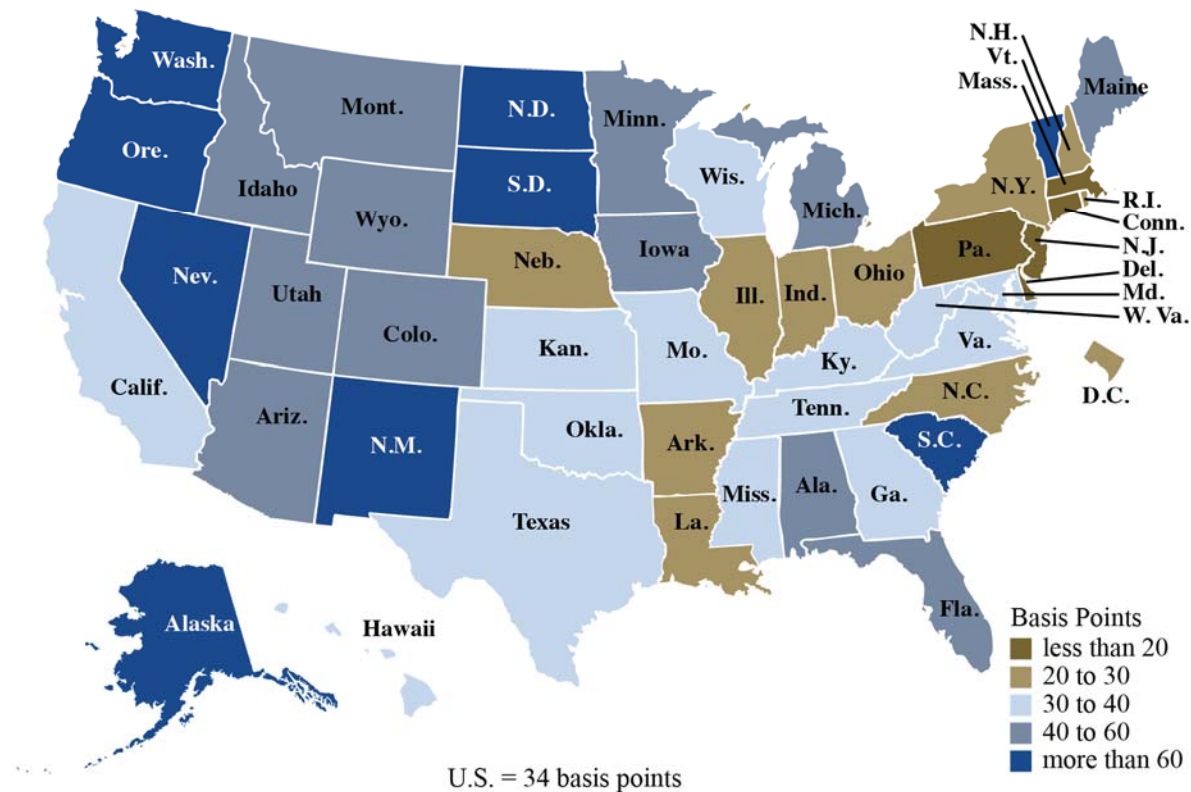 N.H.
Vt.
Mass.
Wash.
Mont.
N.D.
Minn.
Maine
Ore.
Idaho
S.D.
Wis.
Mich.
N.Y.
R.I.
Conn.
N.J.
Del.
Md.
W. Va.
Wyo.
Iowa
Pa.
Nev.
Utah
Neb.
Ill.
Ind.
Ohio
Colo.
Kan.
Mo.
Ky.
Va.
Calif.
Ariz.
N.M.
Okla.
Ark.
Tenn.
N.C.
D.C.
S.C.
Texas
La.
Miss.
Ala.
Ga.
Fla.
Alaska
Hawaii
Basis Points
less than 20
20 to 30
30 to 40
40 to 60
more than 60
U.S. = 34 basis points